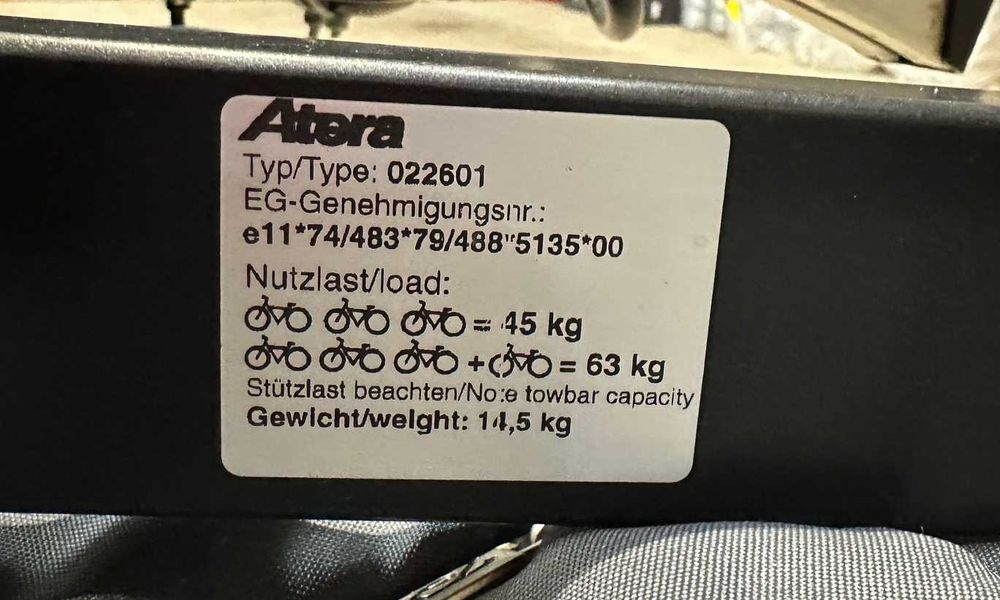 Atera
Typ/Type: 022601
EG-Genehmigungsnr.:
e11*74/483*79/488*5135*00
Nutzlast/load:
= 45 kg
+ = 63 kg
Stützlast beachten/Note towbar capacity
Gewicht/weight: 14,5 kg